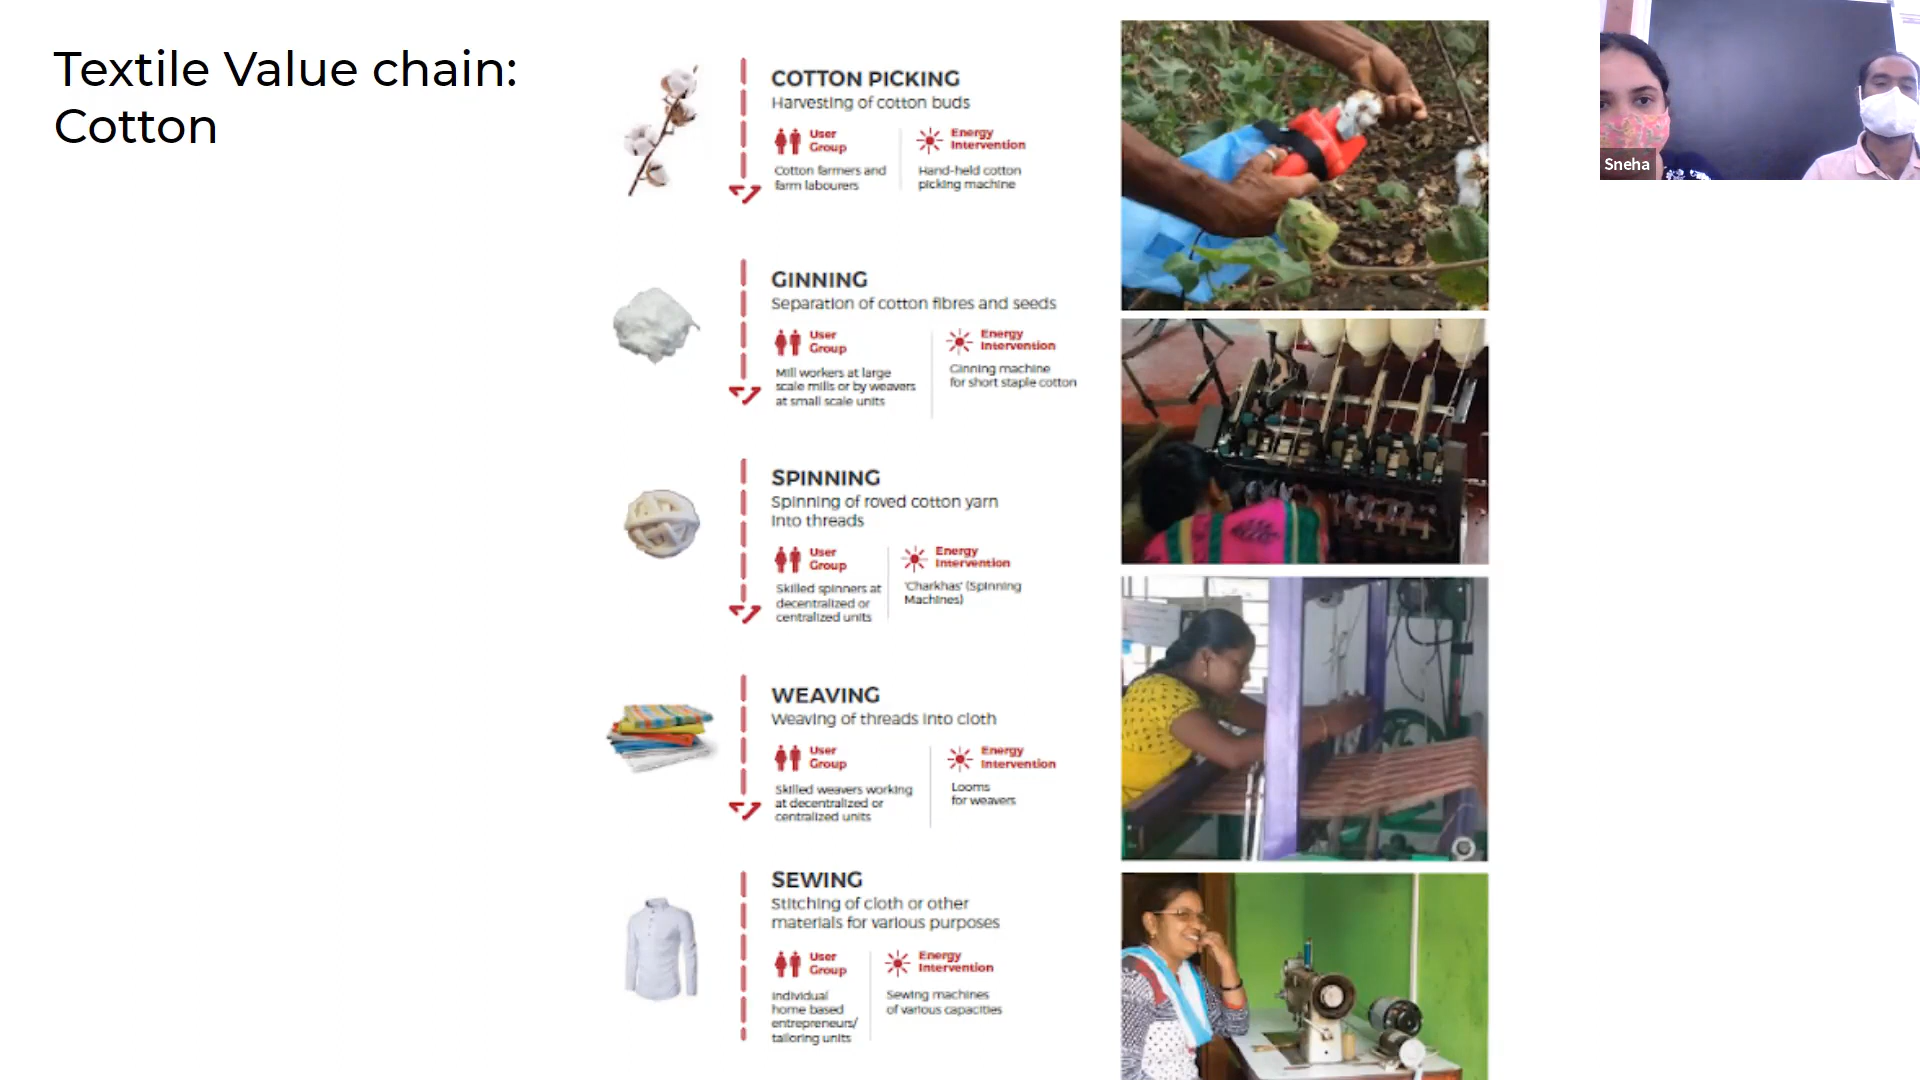 Textile Value chain:
Cotton
COTTON PICKING
Harvesting of cotton buds
User
Group
Cotton farmers and
farm labourers
Energy
Intervention
Hand-held cotton
picking machine
GINNING
Separation of cotton fibres and seeds
User
Group
Mill workers at large
scale mills or by weavers
at small scale units
Energy
Intervention
Ginning machine
for short staple cotton
SPINNING
Spinning of roved cotton yarn
into threads
User
Group
Skilled spinners at
decentralized or
centralized units
Energy
Intervention
'Charkhas' (Spinning
Machines)
WEAVING
Weaving of threads into cloth
User
Group
Skilled weavers working
at decentralized or
centralized units
Energy
Intervention
Looms
for weavers
SEWING
Stitching of cloth or other
materials for various purposes
User
Group
Individual
home based
entrepreneurs/
tailoring units
Energy
Intervention
Sewing machines
of various capacities
Sneha